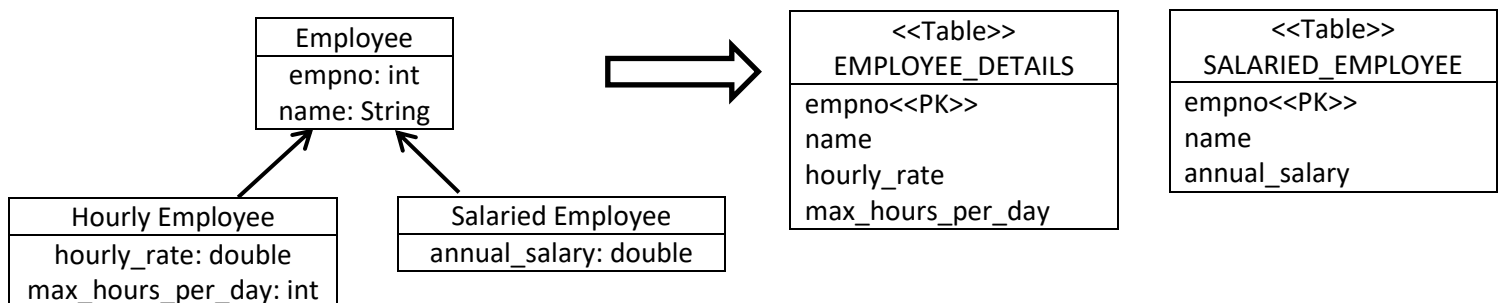 Employee
empno: int
name: String
Hourly Employee
hourly_rate: double
max_hours_per_day: int
Salaried Employee
annual_salary: double
<<Table>>
EMPLOYEE_DETAILS
empno<<PK>>
name
hourly_rate
max_hours_per_day
<<Table>>
SALARIED_EMPLOYEE
empno<<PK>>
name
annual_salary